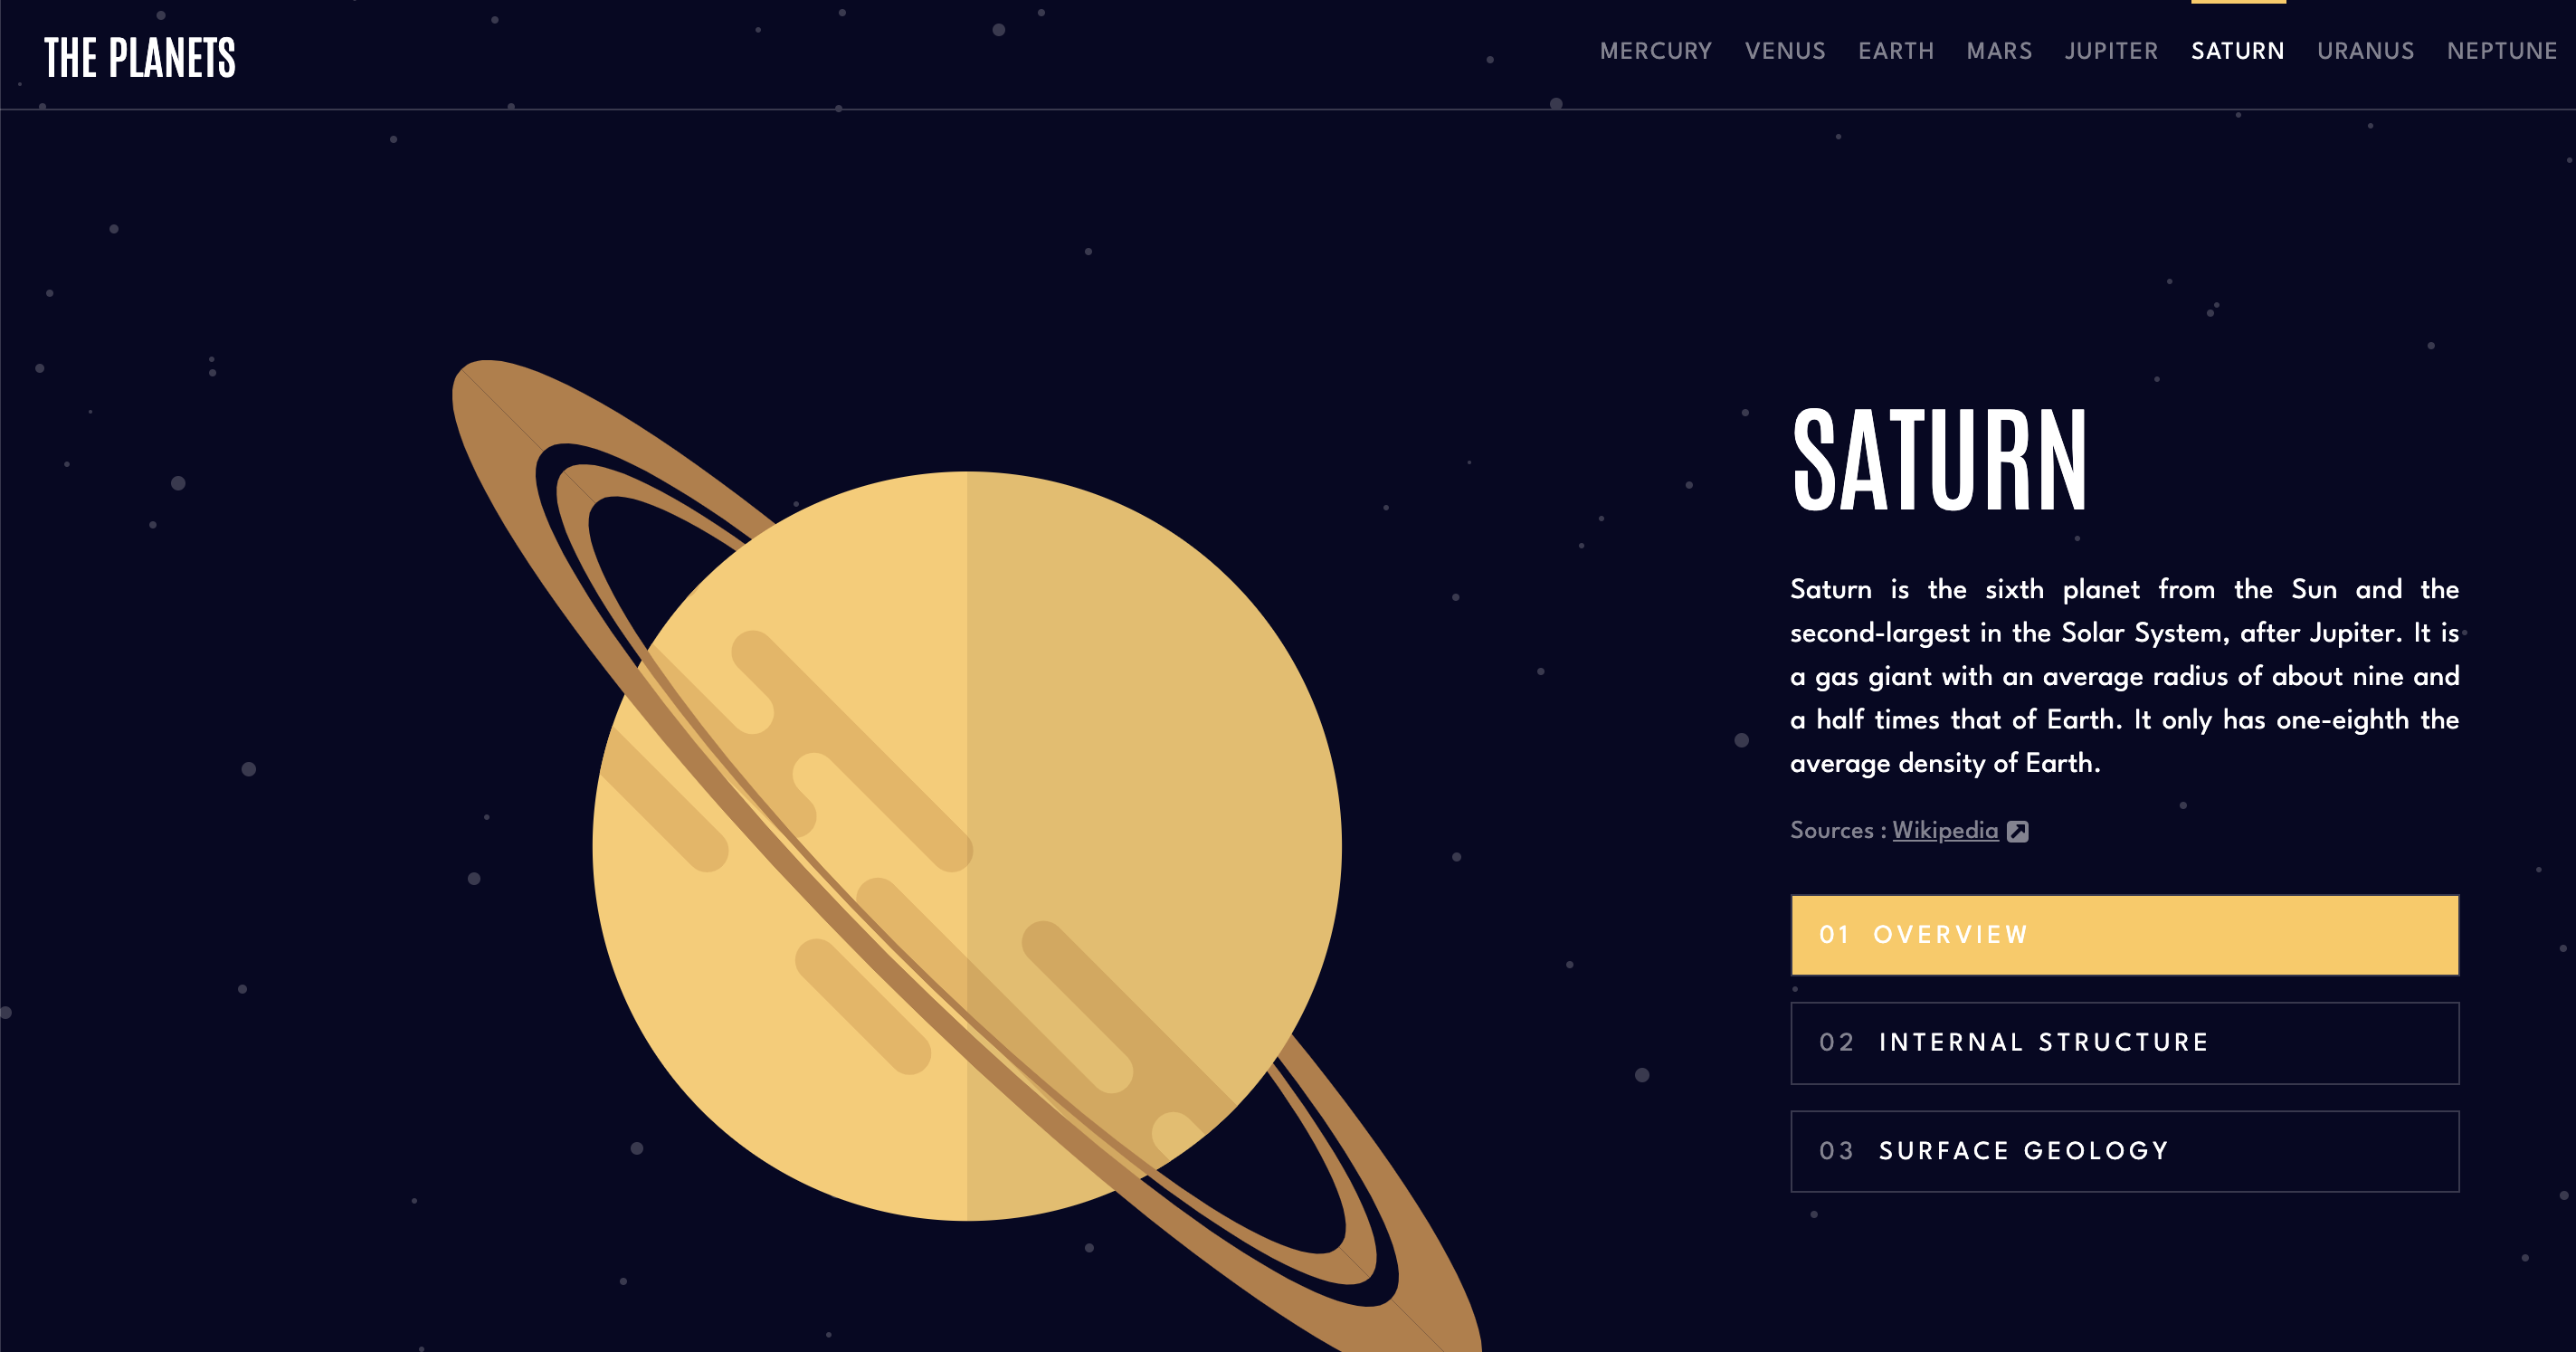 THE PLANETS
MERCURY VENUS EARTH MARS JUPITER SATURN URANUS NEPTUNE
SATURN
Saturn is the sixth planet from the Sun and the
second-largest in the Solar System, after Jupiter. It is
a gas giant with an average radius of about nine and
a half times that of Earth. It only has one-eighth the
average density of Earth.
Sources : Wikipedia
01 OVERVIEW
02 INTERNAL STRUCTURE
03 SURFACE GEOLOGY